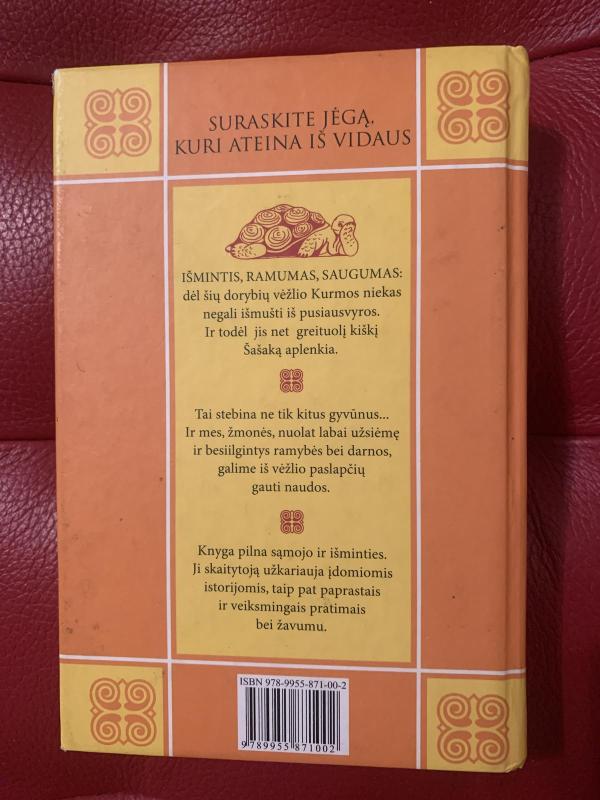 SURASKITE JĖGĄ,
KURI ATEINA IŠ VIDAUS
IŠMINTIS, RAMUMAS, SAUGUMAS:
dėl šių dorybių vėžlio Kurmos niekas
negali išmušti iš pusiausvyros.
Ir todėl jis net greituolį kiškį
Šašaką aplenkia.
Tai stebina ne tik kitus gyvūnus...
Ir mes, žmonės, nuolat labai užsiėmę
ir besiilgintys ramybės bei darnos,
galime iš vėžlio paslapčių
gauti naudos.
Knyga pilna sąmojo ir išminties.
Ji skaitytoją užkariauja įdomiomis
istorijomis, taip pat paprastais
ir veiksmingais pratimais
bei žavumu.
ISBN 978-9955-871-00-2
9 789955 871002